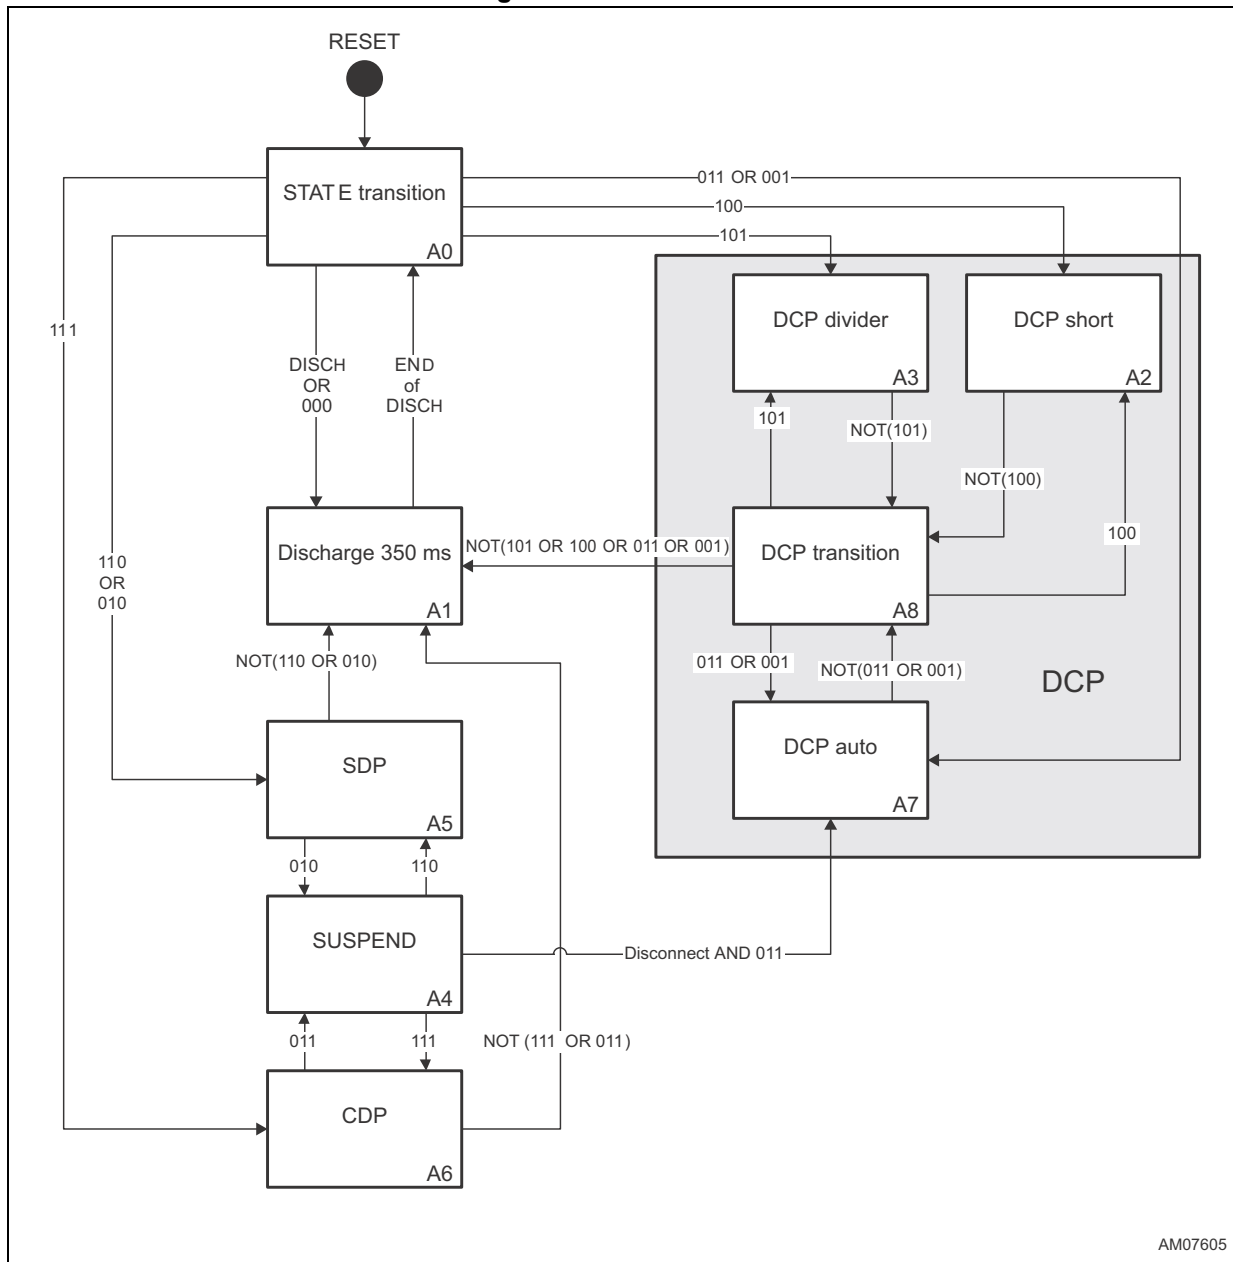 RESET
STATE transition
A0
011 OR 001
100
101
111
DISCH
OR
000
END
of
DISCH
DCP divider
A3
DCP short
A2
101
NOT(101)
NOT(100)
100
110
OR
010
Discharge 350 ms
A1
NOT(101 OR 100 OR 011 OR 001)
DCP transition
A8
NOT(110 OR 010)
011 OR 001
NOT(011 OR 001)
DCP
SDP
A5
DCP auto
A7
010
110
SUSPEND
A4
Disconnect AND 011
011
111
NOT (111 OR 011)
CDP
A6
AM07605